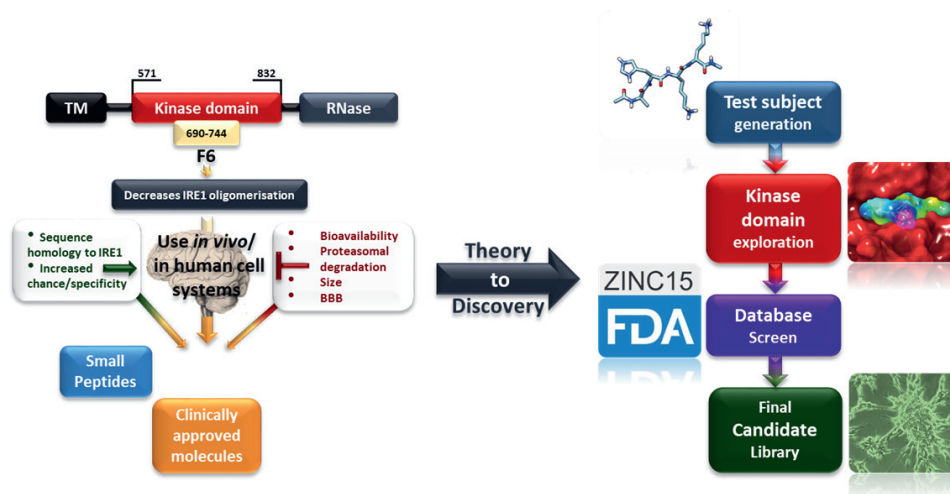 571
832
TM
Kinase domain
RNase
690-744
F6
Decreases IRE1 oligomerisation
• Sequence
homology to IRE1
• Increased
chance/specificity
Use in vivo/
in human cell
systems
• Bioavailability
• Proteasomal
degradation
• Size
• BBB
Small
Peptides
Clinically
approved
molecules
Theory
to
Discovery
Test subject
generation
Kinase
domain
exploration
ZINC15
FDA
Database
Screen
Final
Candidate
Library